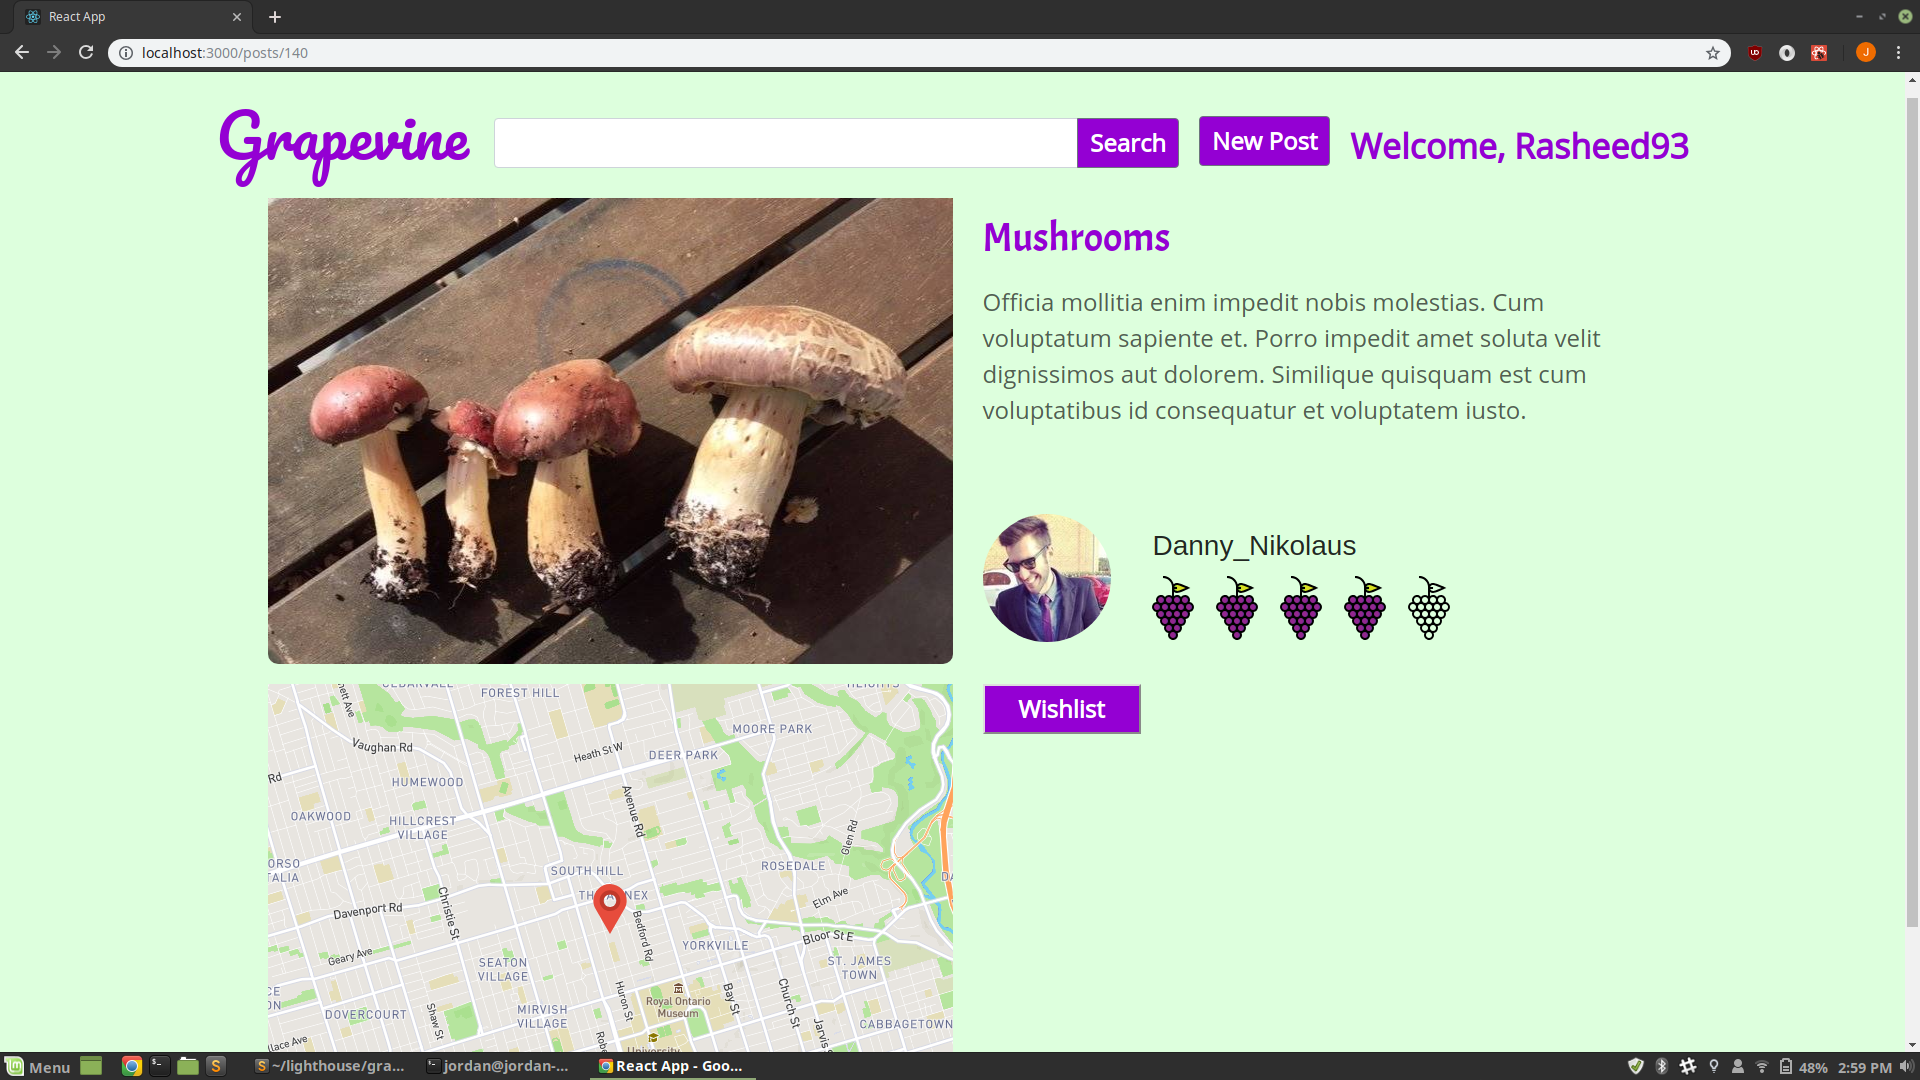 React App
localhost:3000/posts/140
J
Grapevine
Search
New Post
Welcome, Rasheed93
Mushrooms
Officia mollitia enim impedit nobis molestias. Cum
voluptatum sapiente et. Porro impedit amet soluta velit
dignissimos aut dolorem. Similique quisquam est cum
voluptatibus id consequatur et voluptatem iusto.
Danny_Nikolaus
Wishlist
FOREST HILL
MOORE PARK
Vaughan Rd
Heath St W
DEER PARK
Rd
HUMEWOOD
Avenue Rd
OAKWOOD
HILLCREST
VILLAGE
Glen Rd
ROSEDALE
SOUTH HILL
Christie St
Davenport Rd
Elm Ave
Bedford Rd
YORKVILLE
Bloor St E
Geary Ave
SEATON
VILLAGE
ST. JAMES
TOWN
Huron St
Bay St
Church St
Royal Ontario
Museum
DOVERCOURT
Shaw St
MIRVISH
VILLAGE
CABBAGETOWN
Menu
~/lighthouse/gra...
jordan@jordan-...
React App - Goo...
48%
2:59 PM